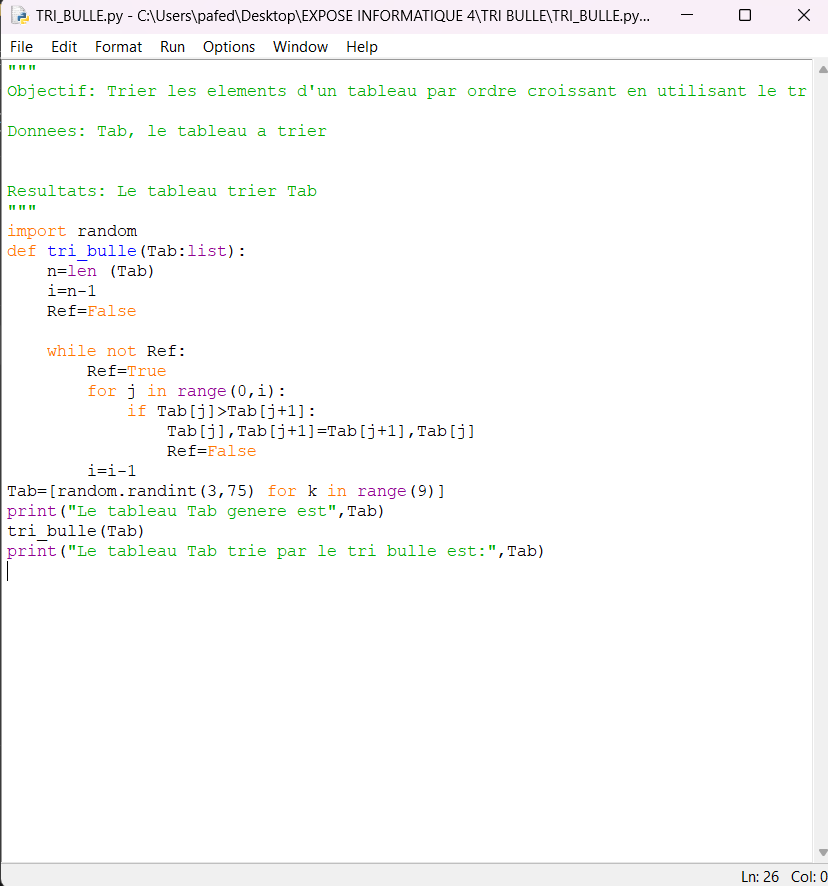 TRI_BULLE.py - C:\Users\pafed\Desktop\EXPOSE INFORMATIQUE 4\TRI BULLE\TRI_BULLE.py...
File Edit Format Run Options Window Help
"""
Objectif: Trier les elements d'un tableau par ordre croissant en utilisant le tr
Donnees: Tab, le tableau a trier
Resultats: Le tableau trier Tab
"""
import random
def tri_bulle(Tab:list):
    n=len (Tab)
    i=n-1
    Ref=False
    while not Ref:
        Ref=True
        for j in range(0,i):
            if Tab[j]>Tab[j+1]:
                Tab[j],Tab[j+1]=Tab[j+1],Tab[j]
                Ref=False
        i=i-1
Tab=[random.randint(3,75) for k in range(9)]
print("Le tableau Tab genere est",Tab)
tri_bulle(Tab)
print("Le tableau Tab trie par le tri bulle est:",Tab)
Ln: 26 Col: 0